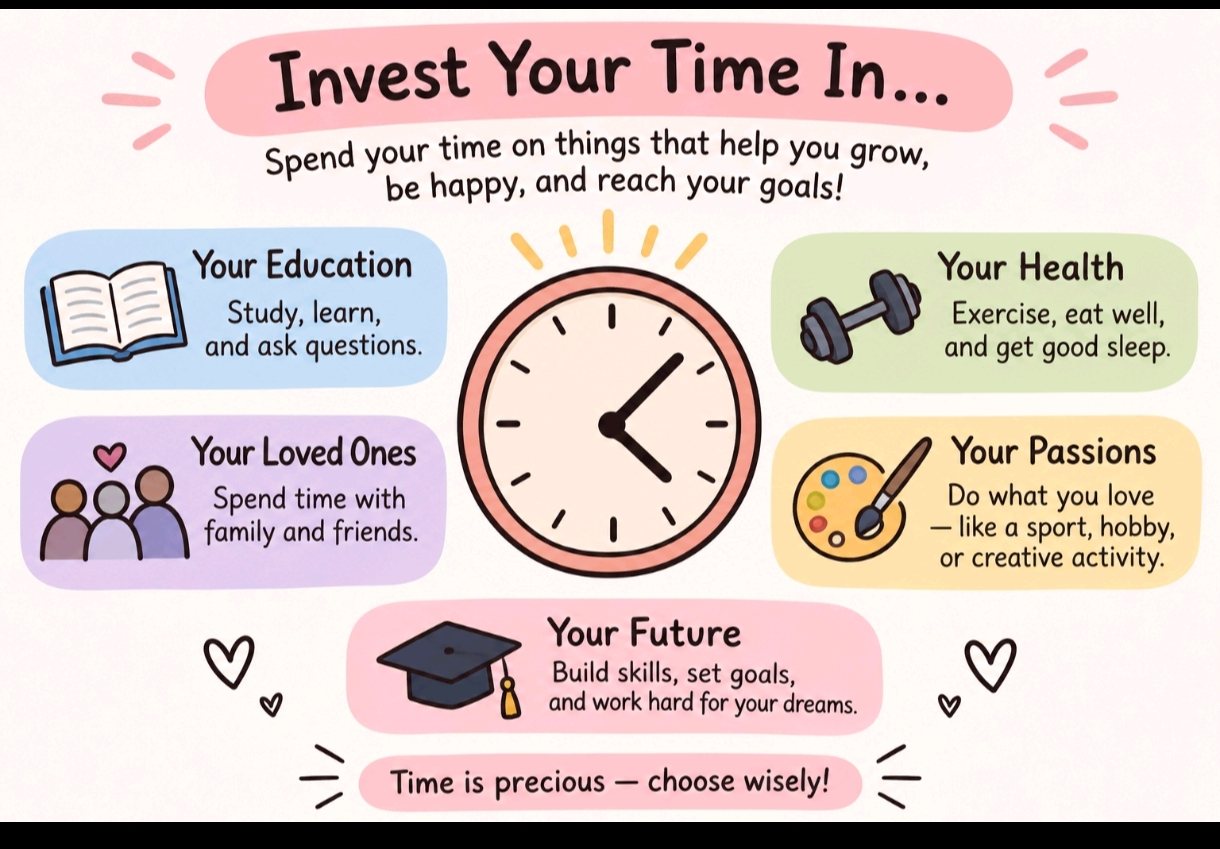 Invest Your Time In...
Spend your time on things that help you grow,
be happy, and reach your goals!
Your Education
Study, learn,
and ask questions.
Your Health
Exercise, eat well,
and get good sleep.
Your Loved Ones
Spend time with
family and friends.
Your Passions
Do what you love
— like a sport, hobby,
or creative activity.
Your Future
Build skills, set goals,
and work hard for your dreams.
Time is precious — choose wisely!